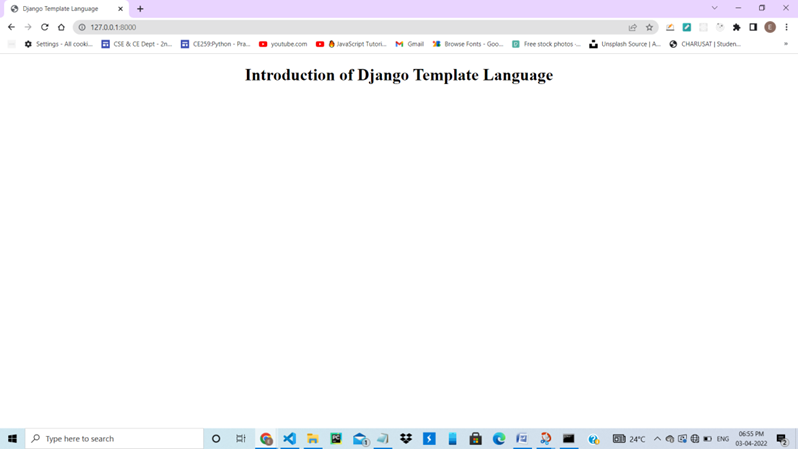 Django Template Language
127.0.0.1:8000
Settings - All cooki...
CSE & CE Dept - 2n...
CE259:Python - Pra...
youtube.com
JavaScript Tutori...
Gmail
Browse Fonts - Goo...
Free stock photos -...
Unsplash Source | A...
CHARUSAT | Studen...
E
Introduction of Django Template Language
Type here to search
24°C
ENG
06:55 PM
03-04-2022